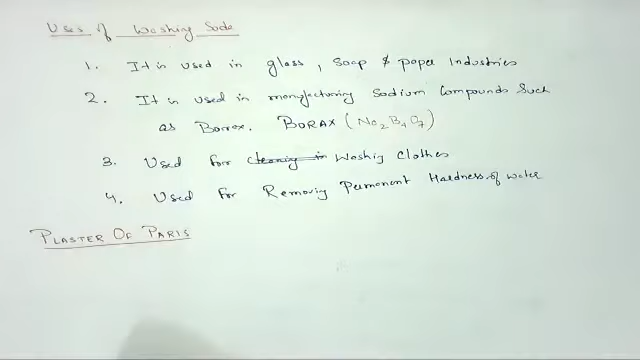 Uses of Washing Soda
1. It is used in glass, Soap & paper Industries
2. It is used in manufacturing Sodium Compounds Such
as Borax. BORAX (Na2B4O7)
3. Used for cleaning in Washing Clothes
4. Used for Removing Permanent Hardness of water
PLASTER OF PARIS